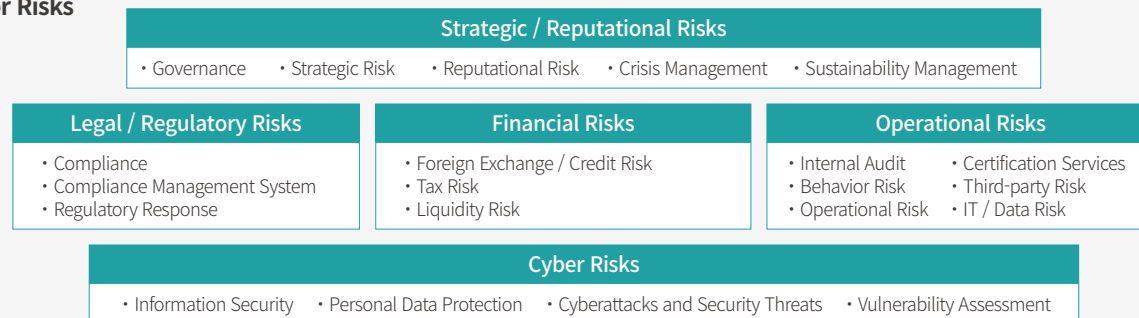 r Risks
Strategic / Reputational Risks
• Governance • Strategic Risk • Reputational Risk • Crisis Management • Sustainability Management
Legal / Regulatory Risks
• Compliance
• Compliance Management System
• Regulatory Response
Financial Risks
• Foreign Exchange / Credit Risk
• Tax Risk
• Liquidity Risk
Operational Risks
• Internal Audit • Certification Services
• Behavior Risk • Third-party Risk
• Operational Risk • IT / Data Risk
Cyber Risks
• Information Security • Personal Data Protection • Cyberattacks and Security Threats • Vulnerability Assessment